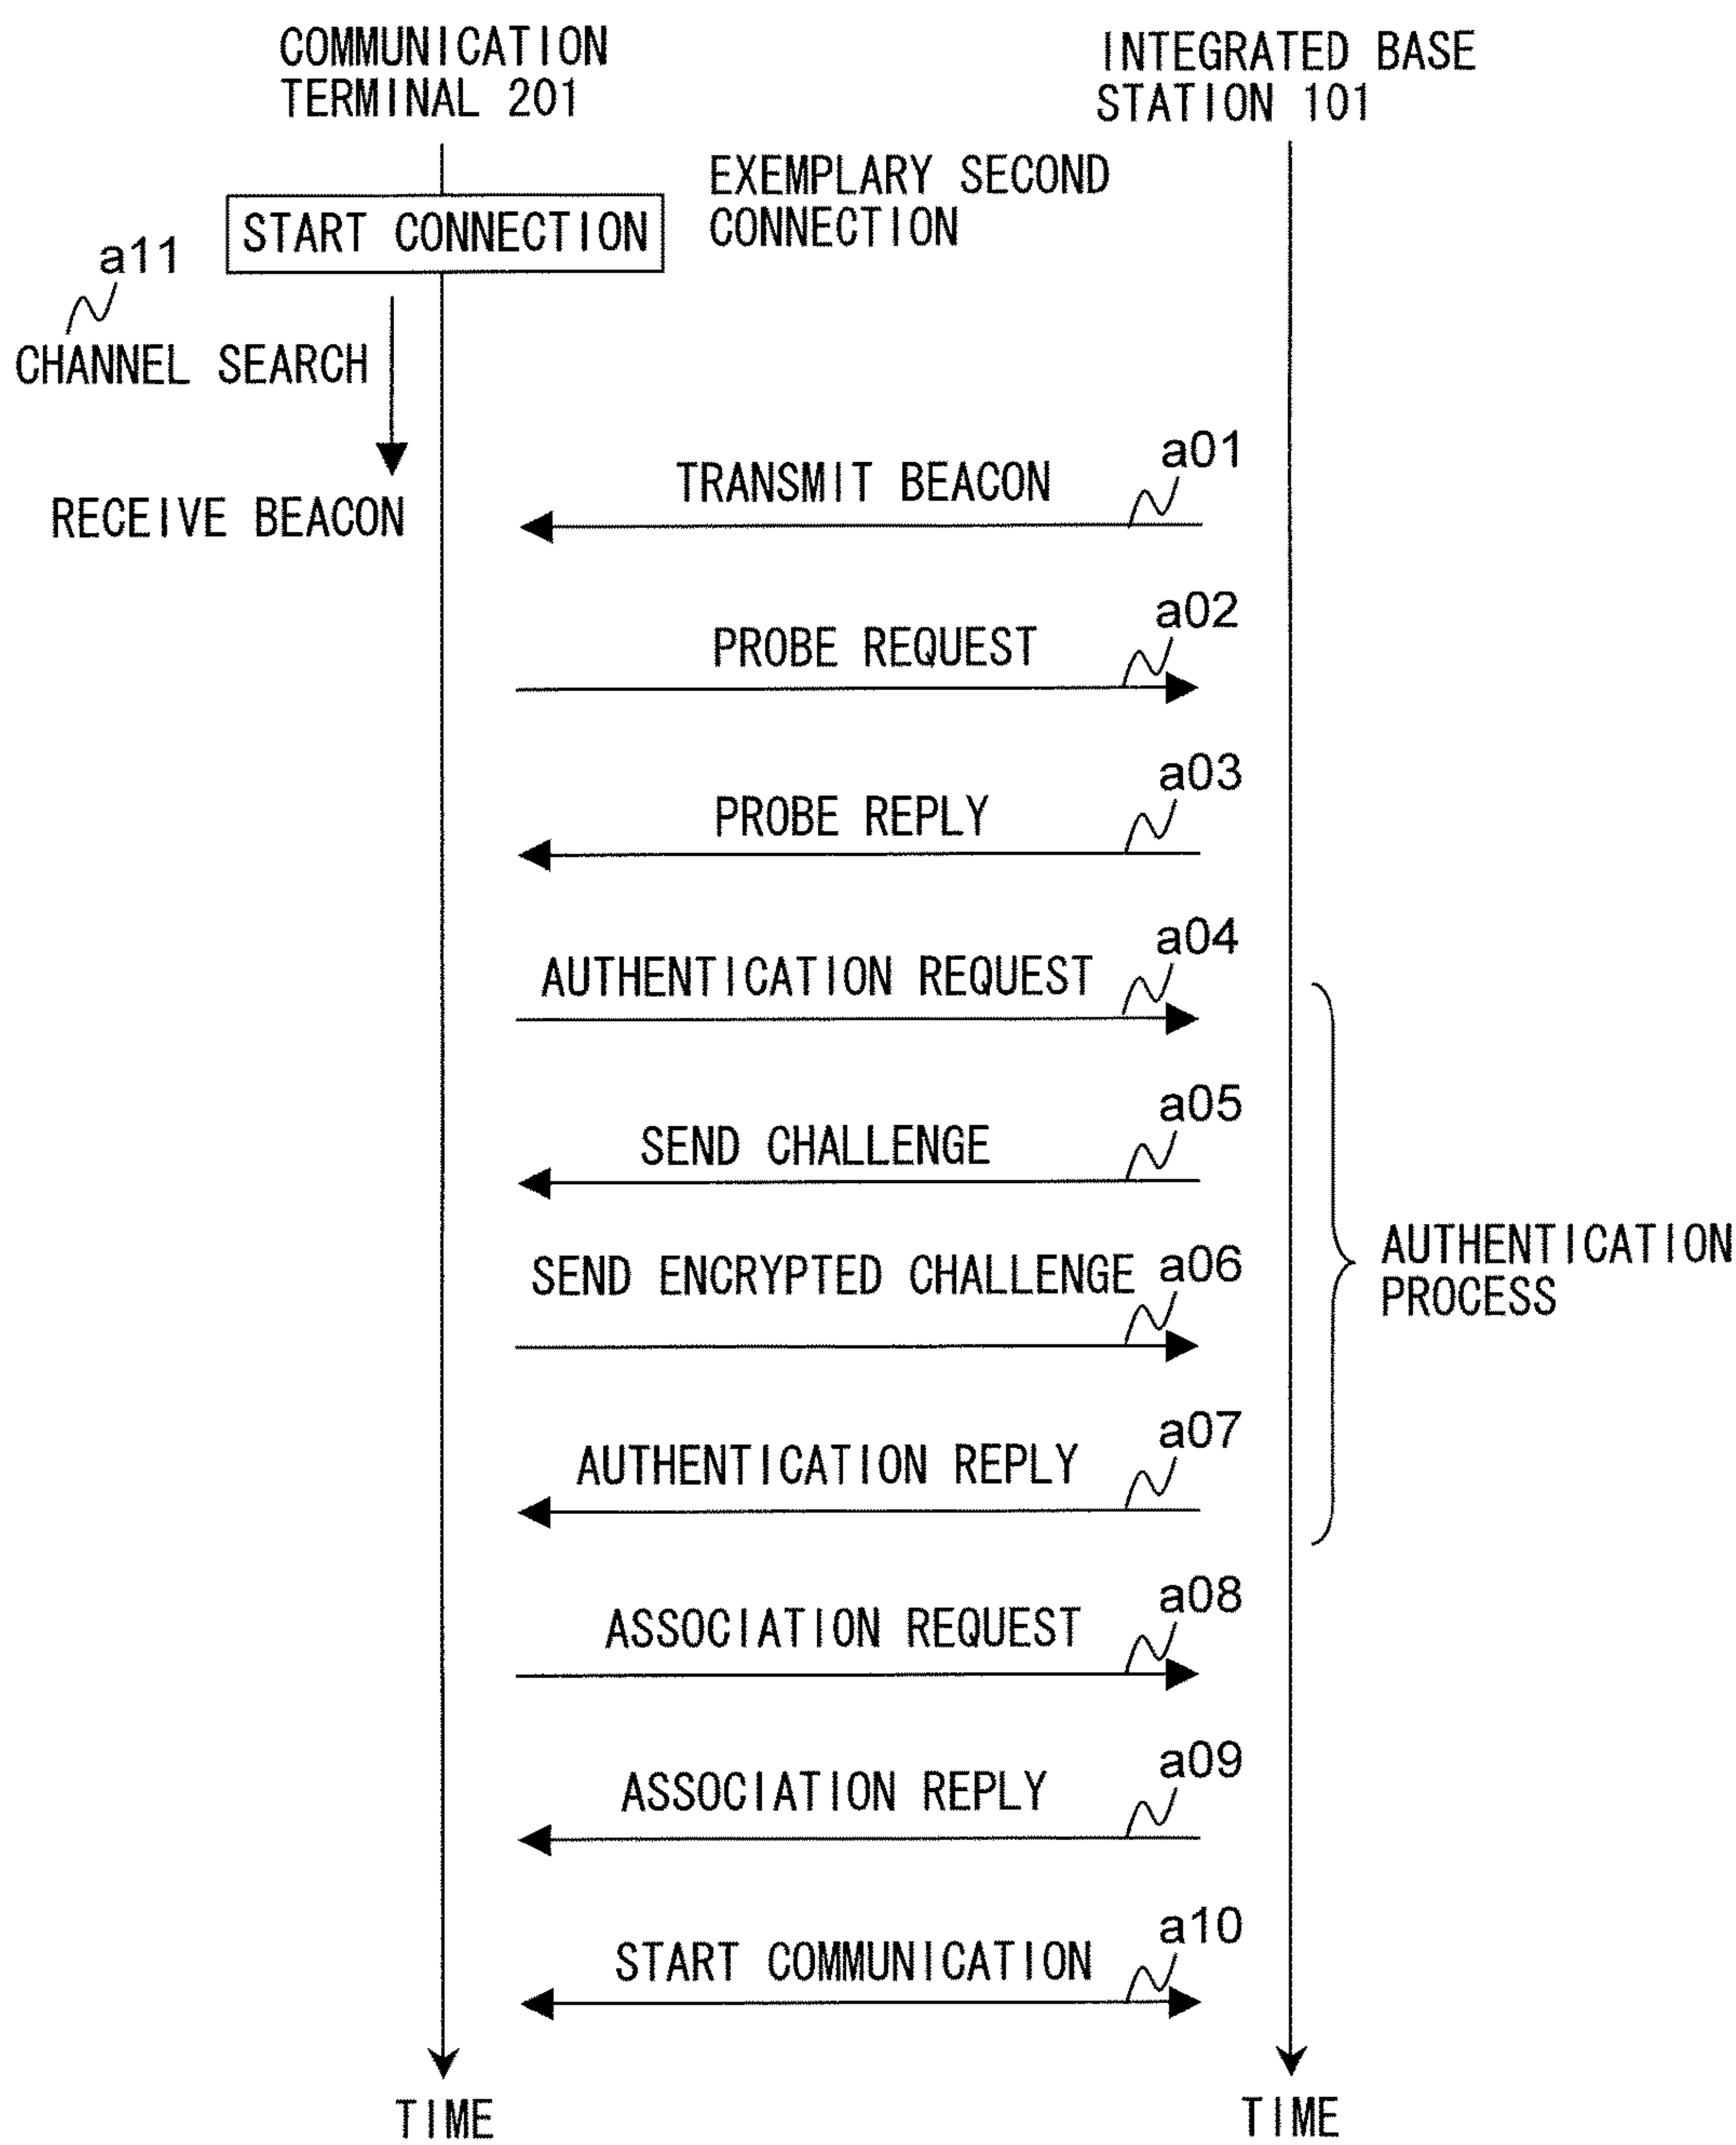 COMMUNICATION
TERMINAL 201
INTEGRATED BASE
STATION 101
EXEMPLARY SECOND
CONNECTION
START CONNECTION
a11
CHANNEL SEARCH
RECEIVE BEACON
a01
TRANSMIT BEACON
a02
PROBE REQUEST
a03
PROBE REPLY
a04
AUTHENTICATION REQUEST
a05
SEND CHALLENGE
a06
SEND ENCRYPTED CHALLENGE
AUTHENTICATION
PROCESS
a07
AUTHENTICATION REPLY
a08
ASSOCIATION REQUEST
a09
ASSOCIATION REPLY
a10
START COMMUNICATION
TIME
TIME